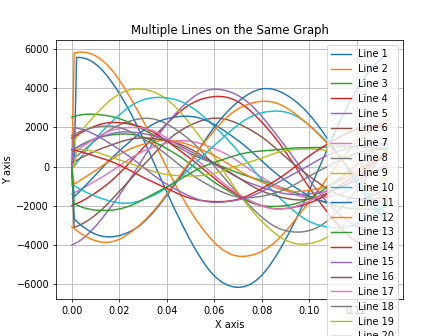 Multiple Lines on the Same Graph
6000
4000
2000
0
−2000
−4000
−6000
Y axis
0.00
0.02
0.04
0.06
0.08
0.10
X axis
Line 1
Line 2
Line 3
Line 4
Line 5
Line 6
Line 7
Line 8
Line 9
Line 10
Line 11
Line 12
Line 13
Line 14
Line 15
Line 16
Line 17
Line 18
Line 19
Line 20